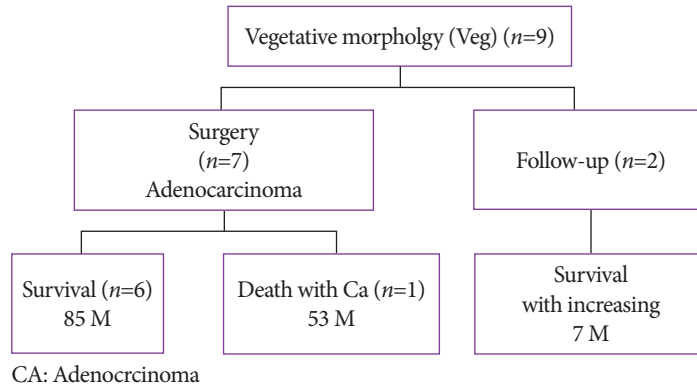 Vegetative morpholgy (Veg) (n=9)
Surgery
(n=7)
Adenocarcinoma
Follow-up (n=2)
Survival (n=6)
85 M
Death with Ca (n=1)
53 M
Survival
with increasing
7 M
CA: Adenocrcinoma